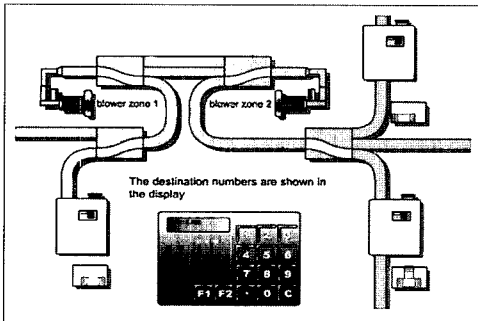 blower zone 1
blower zone 2
The destination numbers are shown in
the display
4 5 6
7 8 9
F1 F2 · 0 C